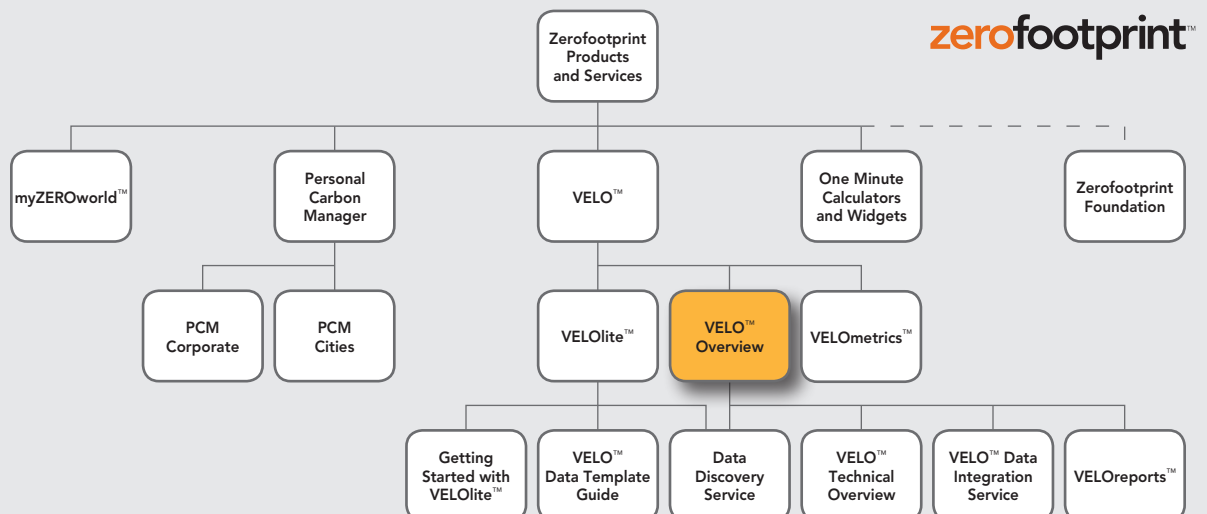 Zerofootprint
Products
and Services
zerofootprint™
myZEROworld™
Personal
Carbon
Manager
VELO™
One Minute
Calculators
and Widgets
Zerofootprint
Foundation
PCM
Corporate
PCM
Cities
VELOlite™
VELO™
Overview
VELOmetrics™
Getting
Started with
VELOlite™
VELO™
Data Template
Guide
Data
Discovery
Service
VELO™
Technical
Overview
VELO™ Data
Integration
Service
VELOreports™